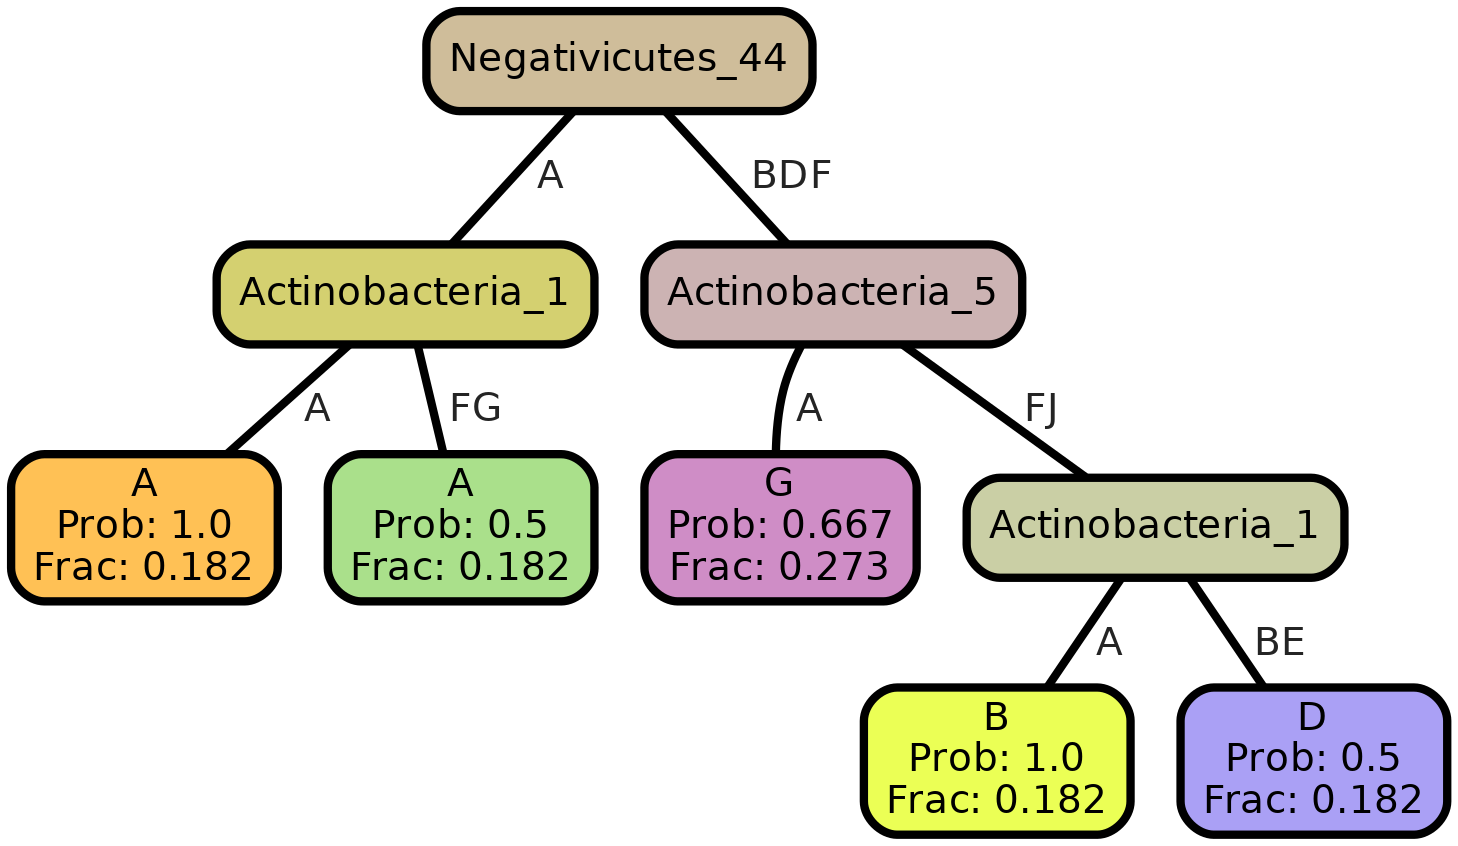 Negativicutes_44
A
BDF
Actinobacteria_1
Actinobacteria_5
A
FG
A
FJ
A
Prob: 1.0
Frac: 0.182
A
Prob: 0.5
Frac: 0.182
G
Prob: 0.667
Frac: 0.273
Actinobacteria_1
A
BE
B
Prob: 1.0
Frac: 0.182
D
Prob: 0.5
Frac: 0.182